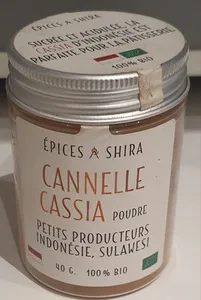 ÉPICES & SHIRA
SUCRÉE ET ACIDULÉE, LA
CASSIA D'INDONÉSIE EST
PARFAITE POUR LA PÂTISSERIE
100% BIO
ÉPICES SHIRA
CANNELLE
CASSIA POUDRE
PETITS PRODUCTEURS
INDONÉSIE, SULAWESI
40 G. 100% BIO